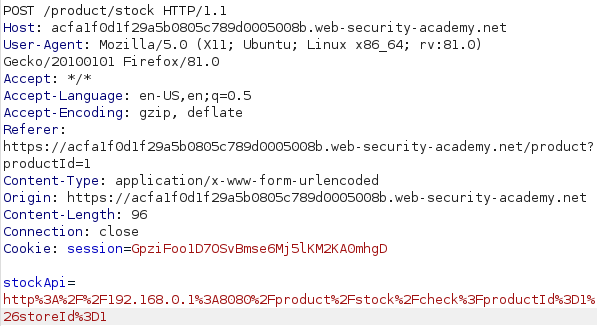 POST /product/stock HTTP/1.1
Host: acfa1f0d1f29a5b0805c789d0005008b.web-security-academy.net
User-Agent: Mozilla/5.0 (X11; Ubuntu; Linux x86_64; rv:81.0)
Gecko/20100101 Firefox/81.0
Accept: */*
Accept-Language: en-US,en;q=0.5
Accept-Encoding: gzip, deflate
Referer:
https://acfa1f0d1f29a5b0805c789d0005008b.web-security-academy.net/product?
productId=1
Content-Type: application/x-www-form-urlencoded
Origin: https://acfa1f0d1f29a5b0805c789d0005008b.web-security-academy.net
Content-Length: 96
Connection: close
Cookie: session=GpziFoo1D7OSvBmse6Mj5lKM2KA0mhgD
stockApi=
http%3A%2F%2F192.168.0.1%3A8080%2Fproduct%2Fstock%2Fcheck%3FproductId%3D1%
26storeId%3D1